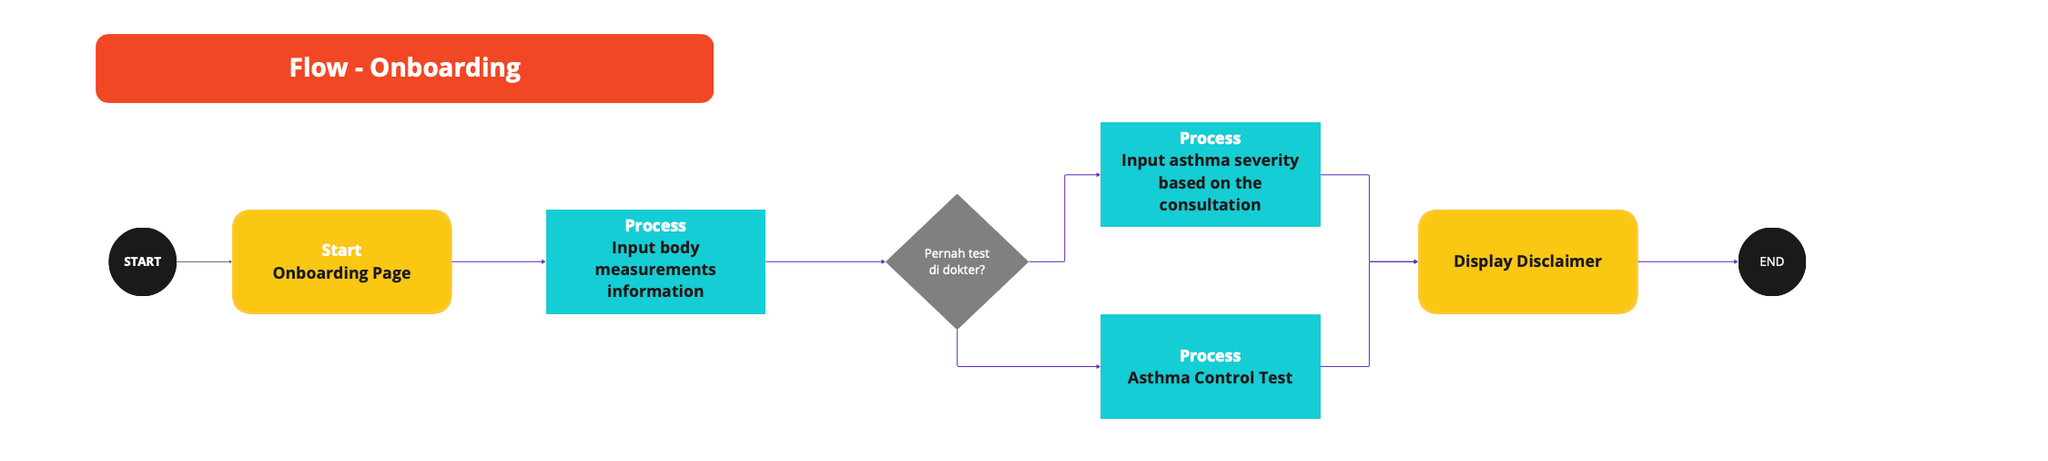 Flow - Onboarding
START
Start
Onboarding Page
Process
Input body
measurements
information
Pernah test
di dokter?
Process
Input asthma severity
based on the
consultation
Process
Asthma Control Test
Display Disclaimer
END